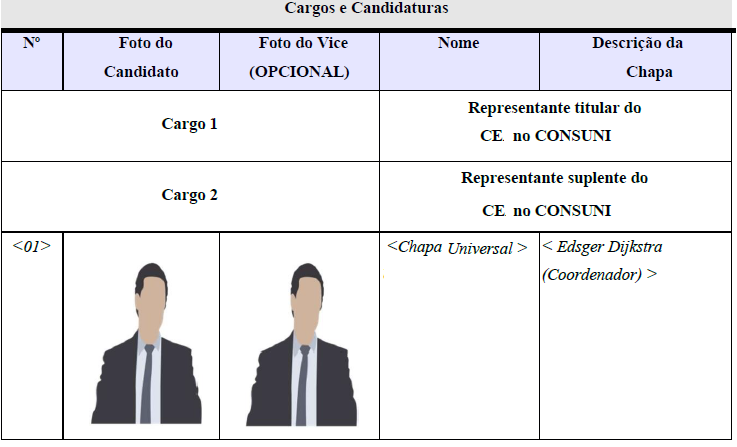 Cargos e Candidaturas
Nº
Foto do
Candidato
Foto do Vice
(OPCIONAL)
Nome
Descrição da
Chapa
Cargo 1
Representante titular do
CE. no CONSUNI
Cargo 2
Representante suplente do
CE. no CONSUNI
<01>
<Chapa Universal >
< Edsger Dijkstra
(Coordenador) >